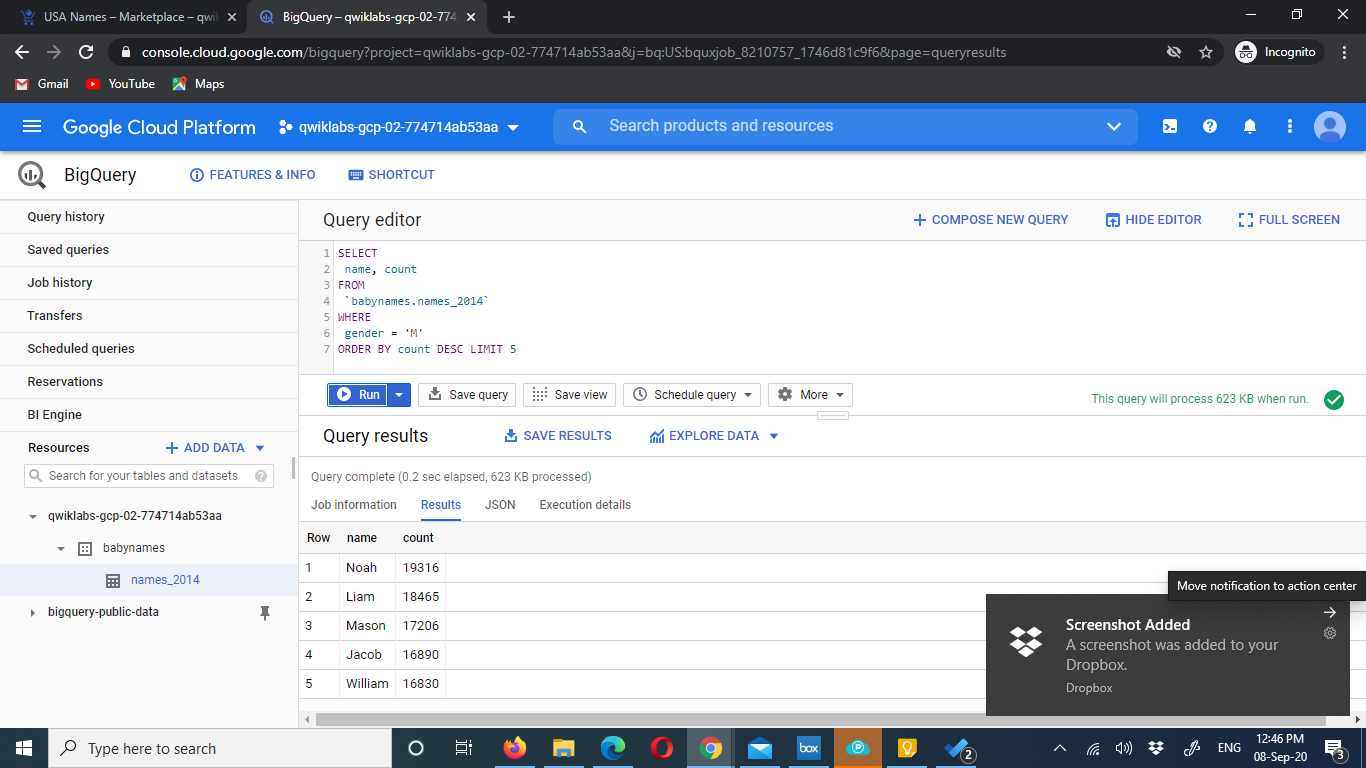 USA Names – Marketplace – qwi
BigQuery – qwiklabs-gcp-02-774
console.cloud.google.com/bigquery?project=qwiklabs-gcp-02-774714ab53aa&j=bq:US:bquxjob_8210757_1746d81c9f6&page=queryresults
Incognito
Gmail
YouTube
Maps
Google Cloud Platform
qwiklabs-gcp-02-774714ab53aa
Search products and resources
BigQuery
FEATURES & INFO
SHORTCUT
Query history
Saved queries
Job history
Transfers
Scheduled queries
Reservations
BI Engine
Resources
ADD DATA
Search for your tables and datasets
qwiklabs-gcp-02-774714ab53aa
babynames
names_2014
bigquery-public-data
Query editor
COMPOSE NEW QUERY
HIDE EDITOR
FULL SCREEN
1 SELECT
2 name, count
3 FROM
4 `babynames.names_2014`
5 WHERE
6 gender = 'M'
7 ORDER BY count DESC LIMIT 5
Run
Save query
Save view
Schedule query
More
This query will process 623 KB when run.
Query results
SAVE RESULTS
EXPLORE DATA
Query complete (0.2 sec elapsed, 623 KB processed)
Job information
Results
JSON
Execution details
Row name count
1 Noah 19316
2 Liam 18465
3 Mason 17206
4 Jacob 16890
5 William 16830
Move notification to action center
Screenshot Added
A screenshot was added to your
Dropbox.
Dropbox
Type here to search
box
2
ENG
12:46 PM
08-Sep-20
3